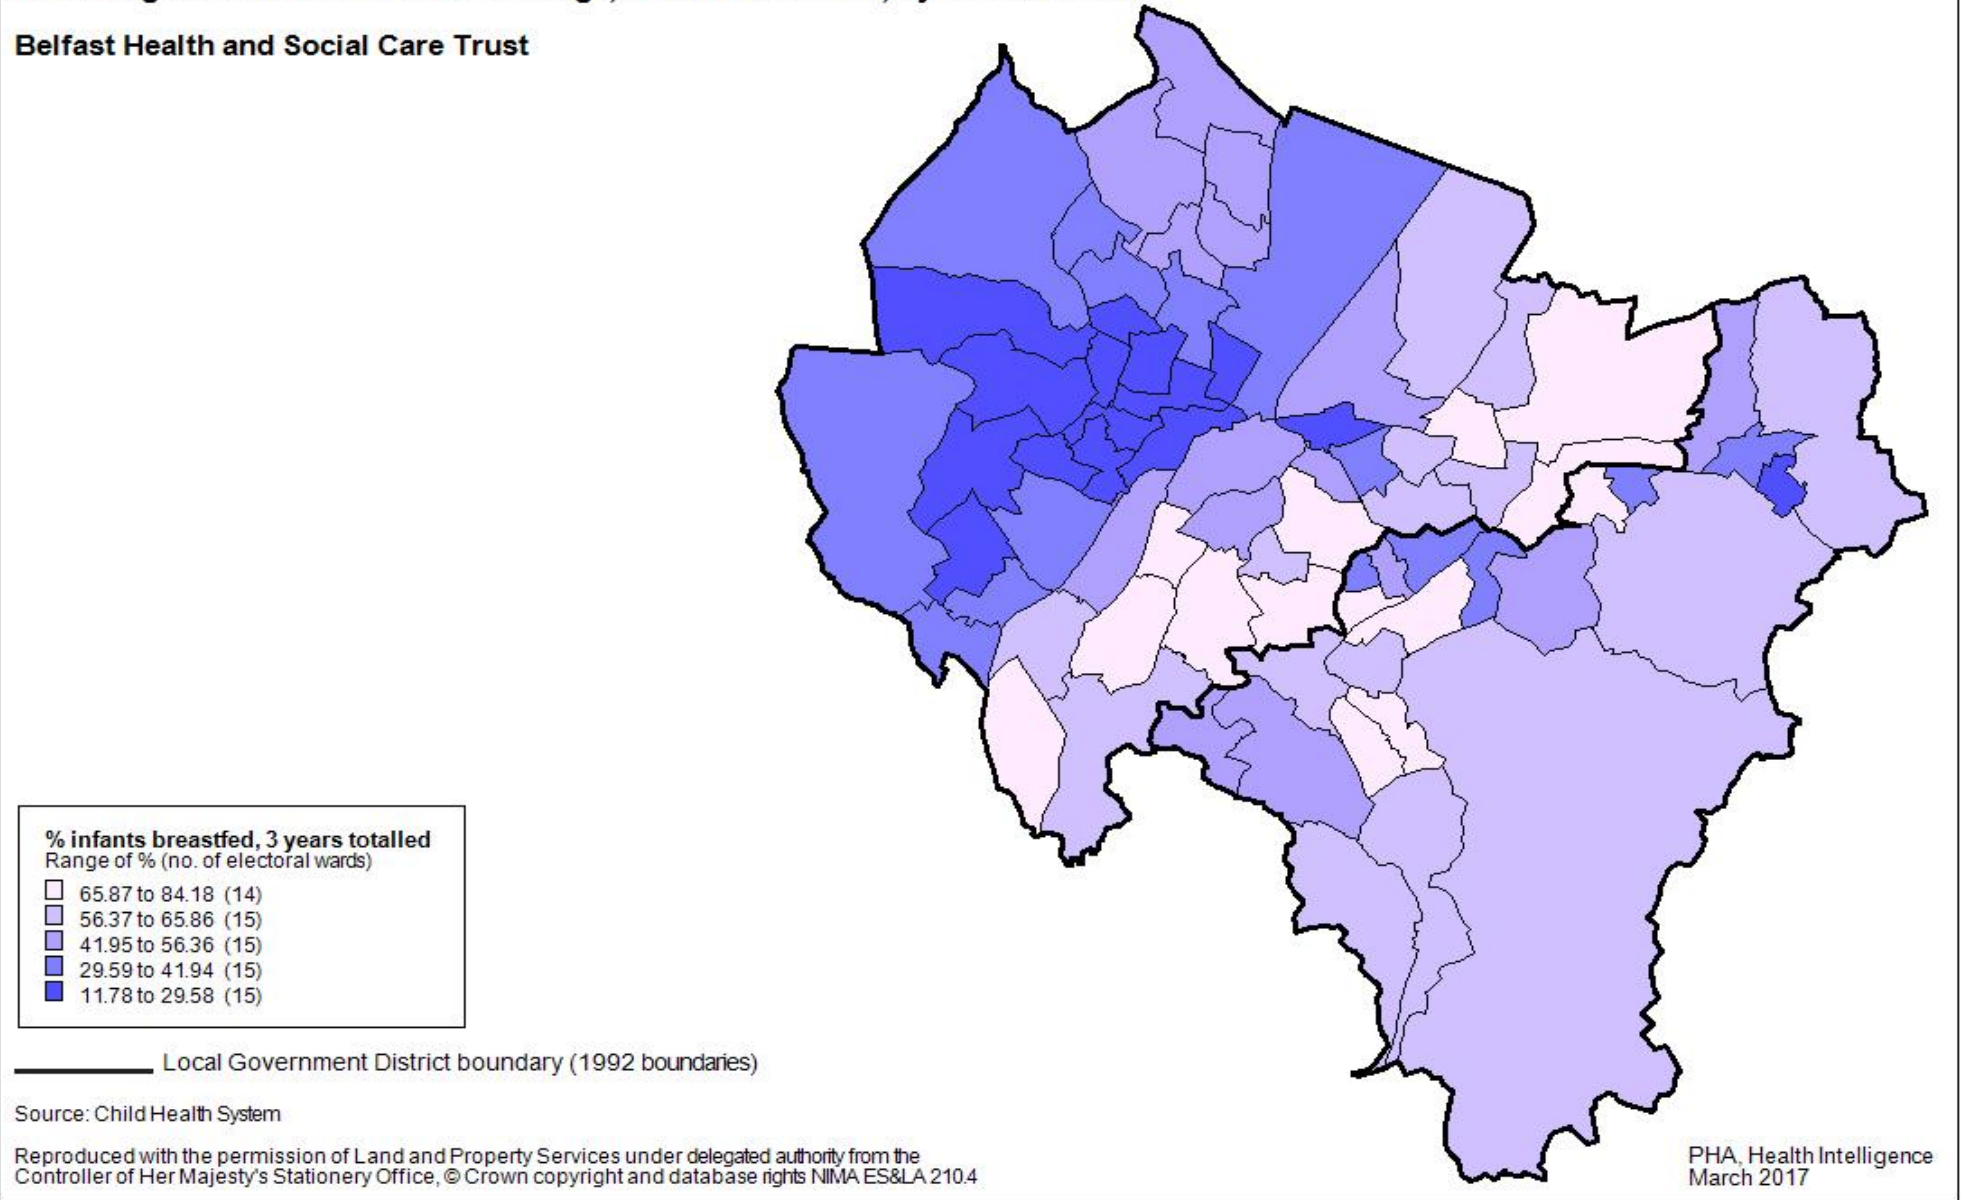 Belfast Health and Social Care Trust
% infants breastfed, 3 years totalled
Range of % (no. of electoral wards)
65.87 to 84.18 (14)
56.37 to 65.86 (15)
41.95 to 56.36 (15)
29.59 to 41.94 (15)
11.78 to 29.58 (15)
Local Government District boundary (1992 boundaries)
Source: Child Health System
Reproduced with the permission of Land and Property Services under delegated authority from the
Controller of Her Majesty's Stationery Office, © Crown copyright and database rights NIMA ES&LA 210.4
PHA, Health Intelligence
March 2017